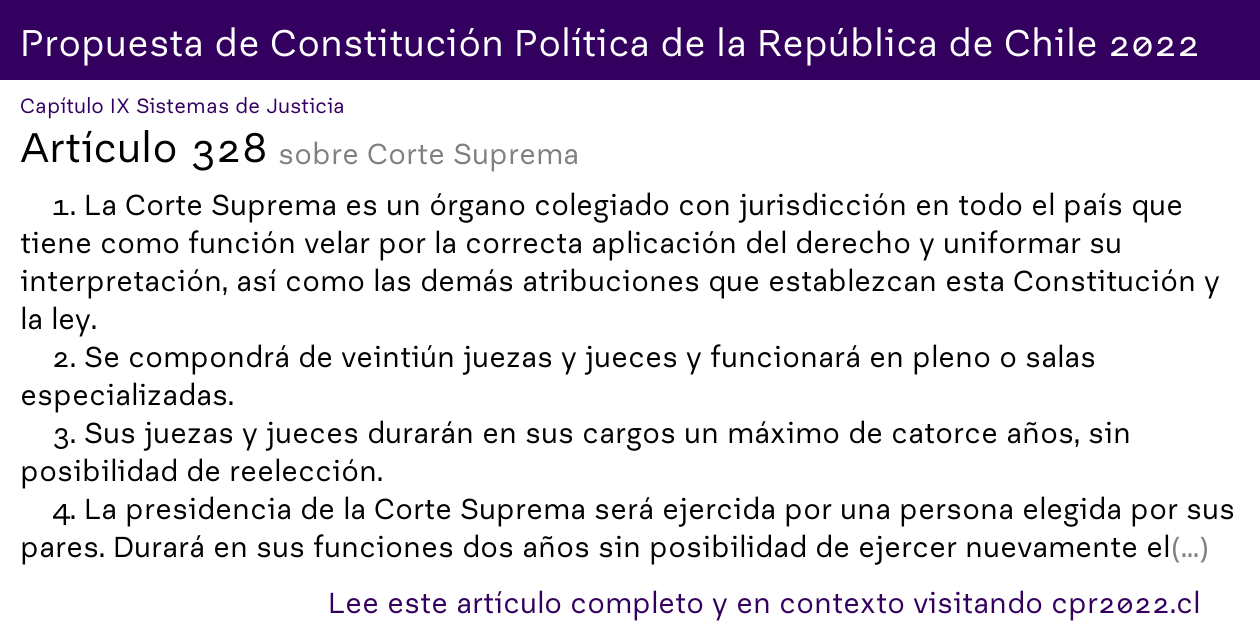 Propuesta de Constitución Política de la República de Chile 2022
Capítulo IX Sistemas de Justicia
Artículo 328 sobre Corte Suprema
1. La Corte Suprema es un órgano colegiado con jurisdicción en todo el país que
tiene como función velar por la correcta aplicación del derecho y uniformar su
interpretación, así como las demás atribuciones que establezcan esta Constitución y
la ley.
2. Se compondrá de veintiún juezas y jueces y funcionará en pleno o salas
especializadas.
3. Sus juezas y jueces durarán en sus cargos un máximo de catorce años, sin
posibilidad de reelección.
4. La presidencia de la Corte Suprema será ejercida por una persona elegida por sus
pares. Durará en sus funciones dos años sin posibilidad de ejercer nuevamente el(...)
Lee este artículo completo y en contexto visitando cpr2022.cl